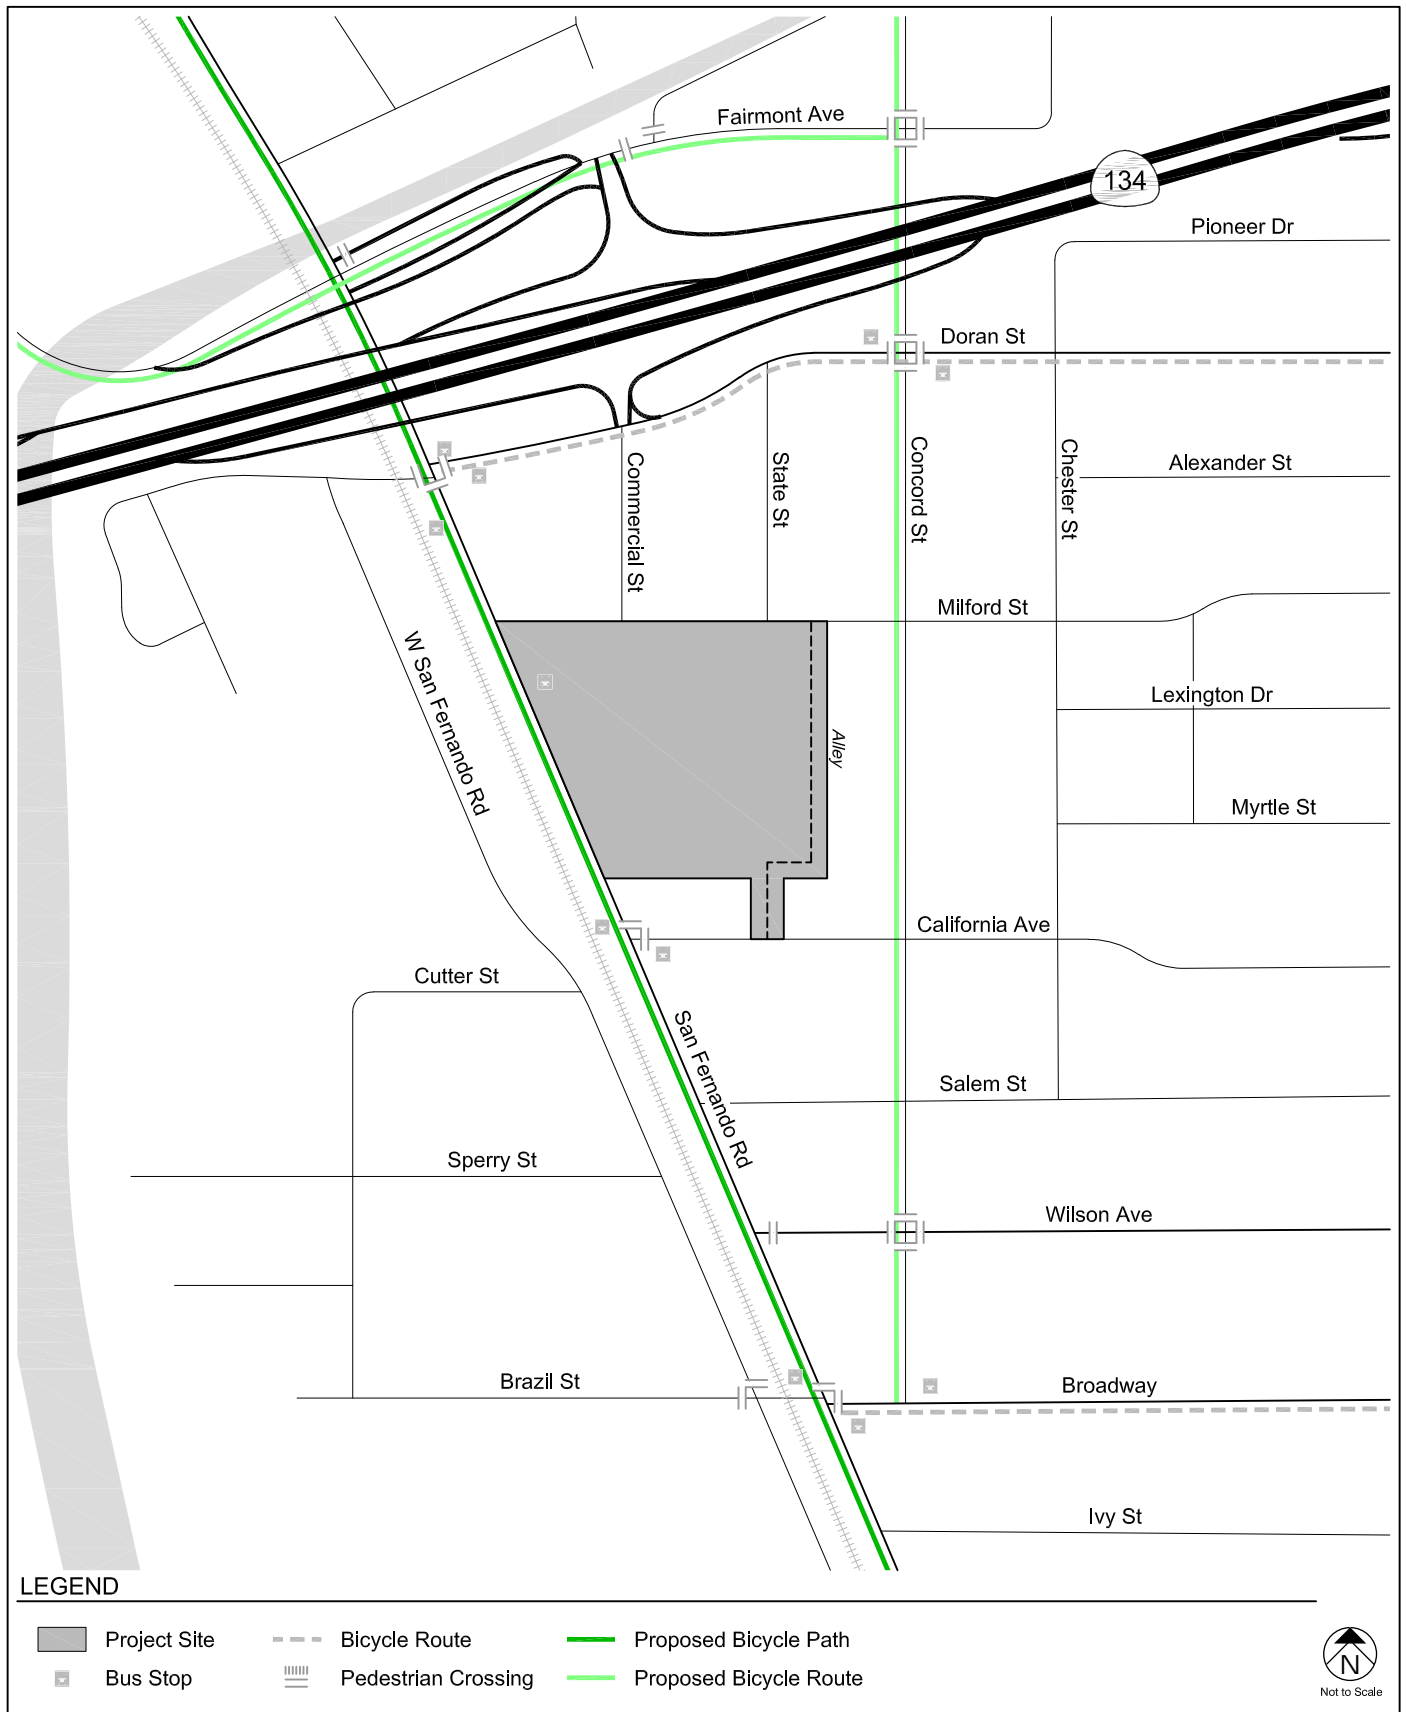 Fairmont Ave
134
Pioneer Dr
Doran St
Commercial St
State St
Concord St
Chester St
Alexander St
Milford St
W San Fernando Rd
Lexington Dr
Alley
Myrtle St
California Ave
Cutter St
San Fernando Rd
Salem St
Sperry St
Wilson Ave
Brazil St
Broadway
Ivy St
LEGEND
Project Site
Bicycle Route
Proposed Bicycle Path
Bus Stop
Pedestrian Crossing
Proposed Bicycle Route
N
Not to Scale